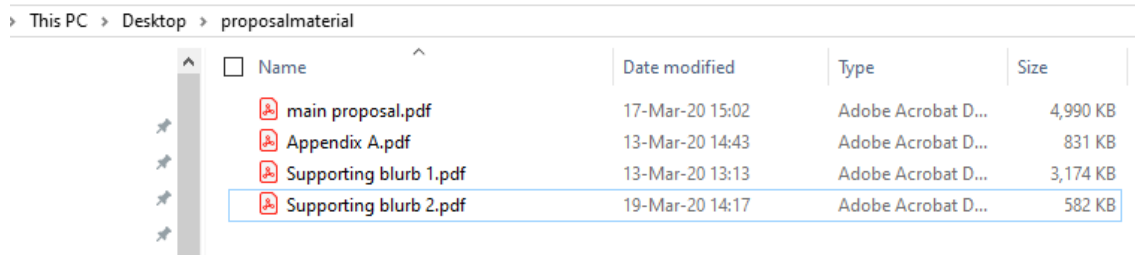 > This PC > Desktop > proposalmaterial
Name Date modified Type Size
main proposal.pdf 17-Mar-20 15:02 Adobe Acrobat D... 4,990 KB
Appendix A.pdf 13-Mar-20 14:43 Adobe Acrobat D... 831 KB
Supporting blurb 1.pdf 13-Mar-20 13:13 Adobe Acrobat D... 3,174 KB
Supporting blurb 2.pdf 19-Mar-20 14:17 Adobe Acrobat D... 582 KB